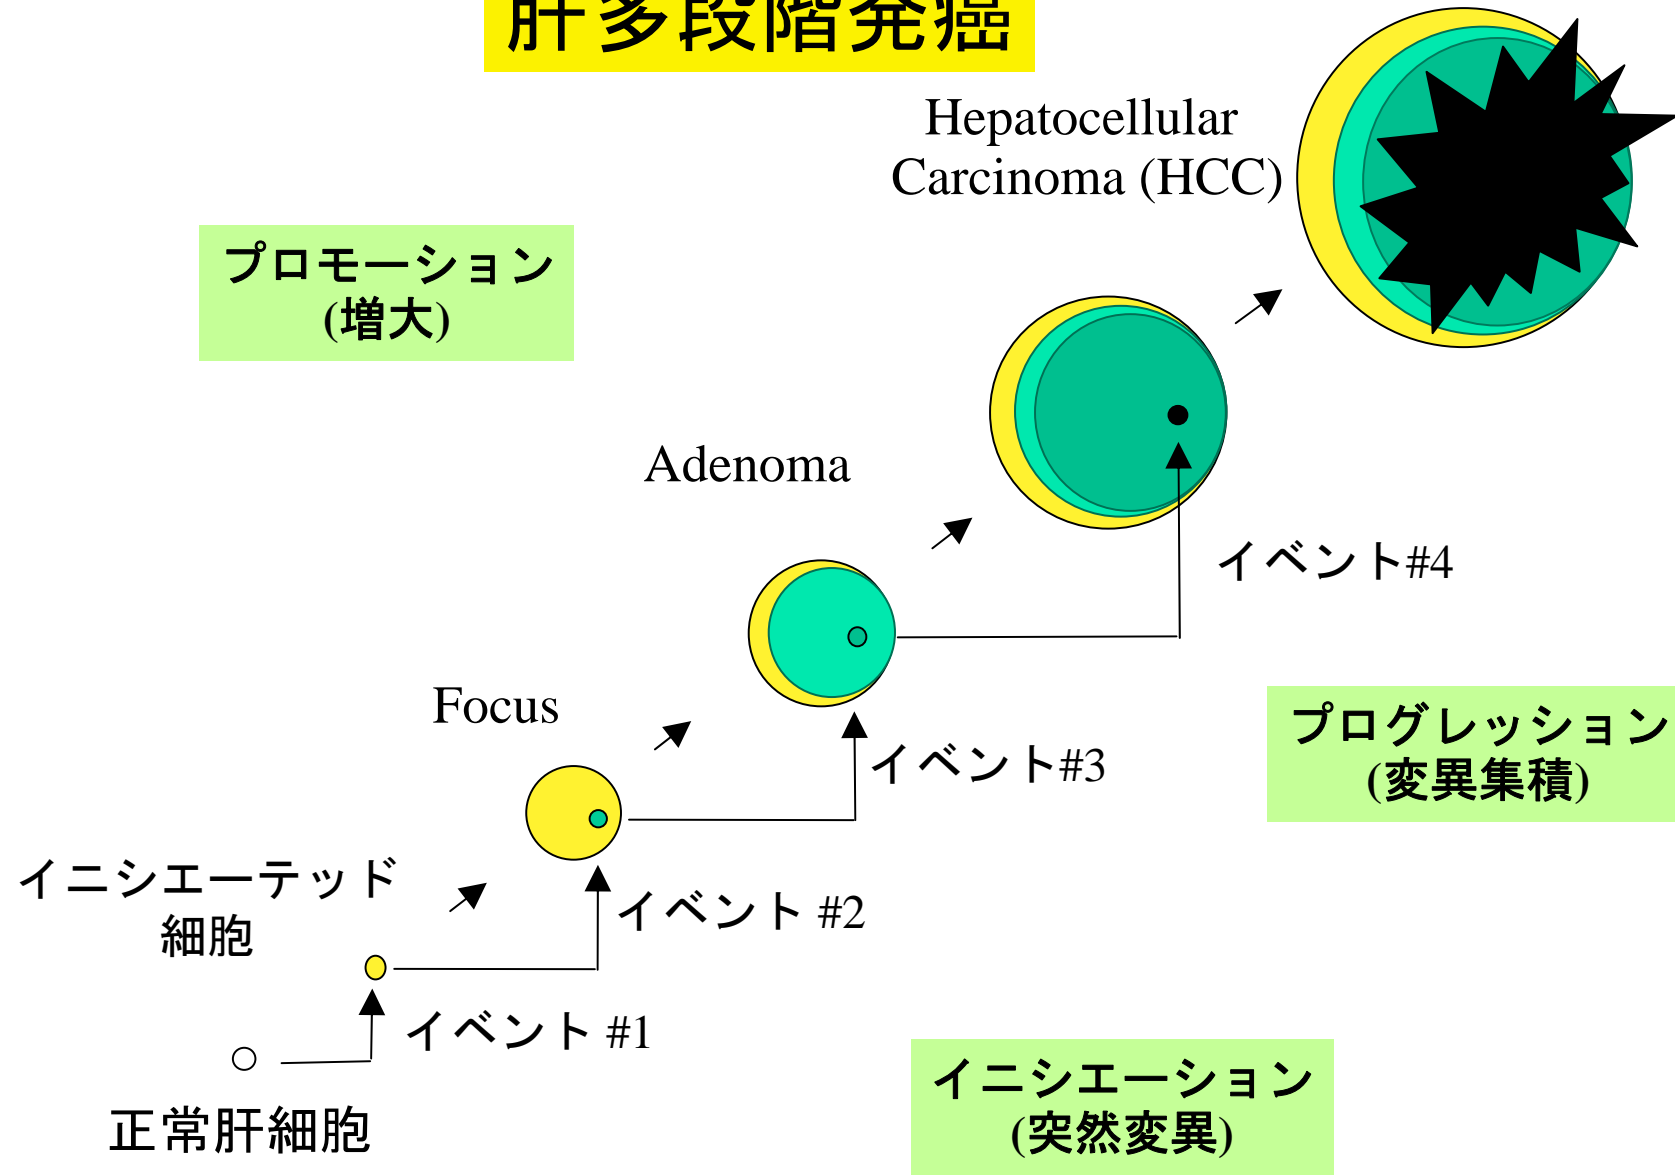 肝多段階発癌
Hepatocellular
Carcinoma (HCC)
プロモーション
(増大)
Adenoma
イベント#4
Focus
イベント#3
プログレッション
(変異集積)
イニシエーテッド
細胞
イベント #2
イベント #1
正常肝細胞
イニシエーション
(突然変異)